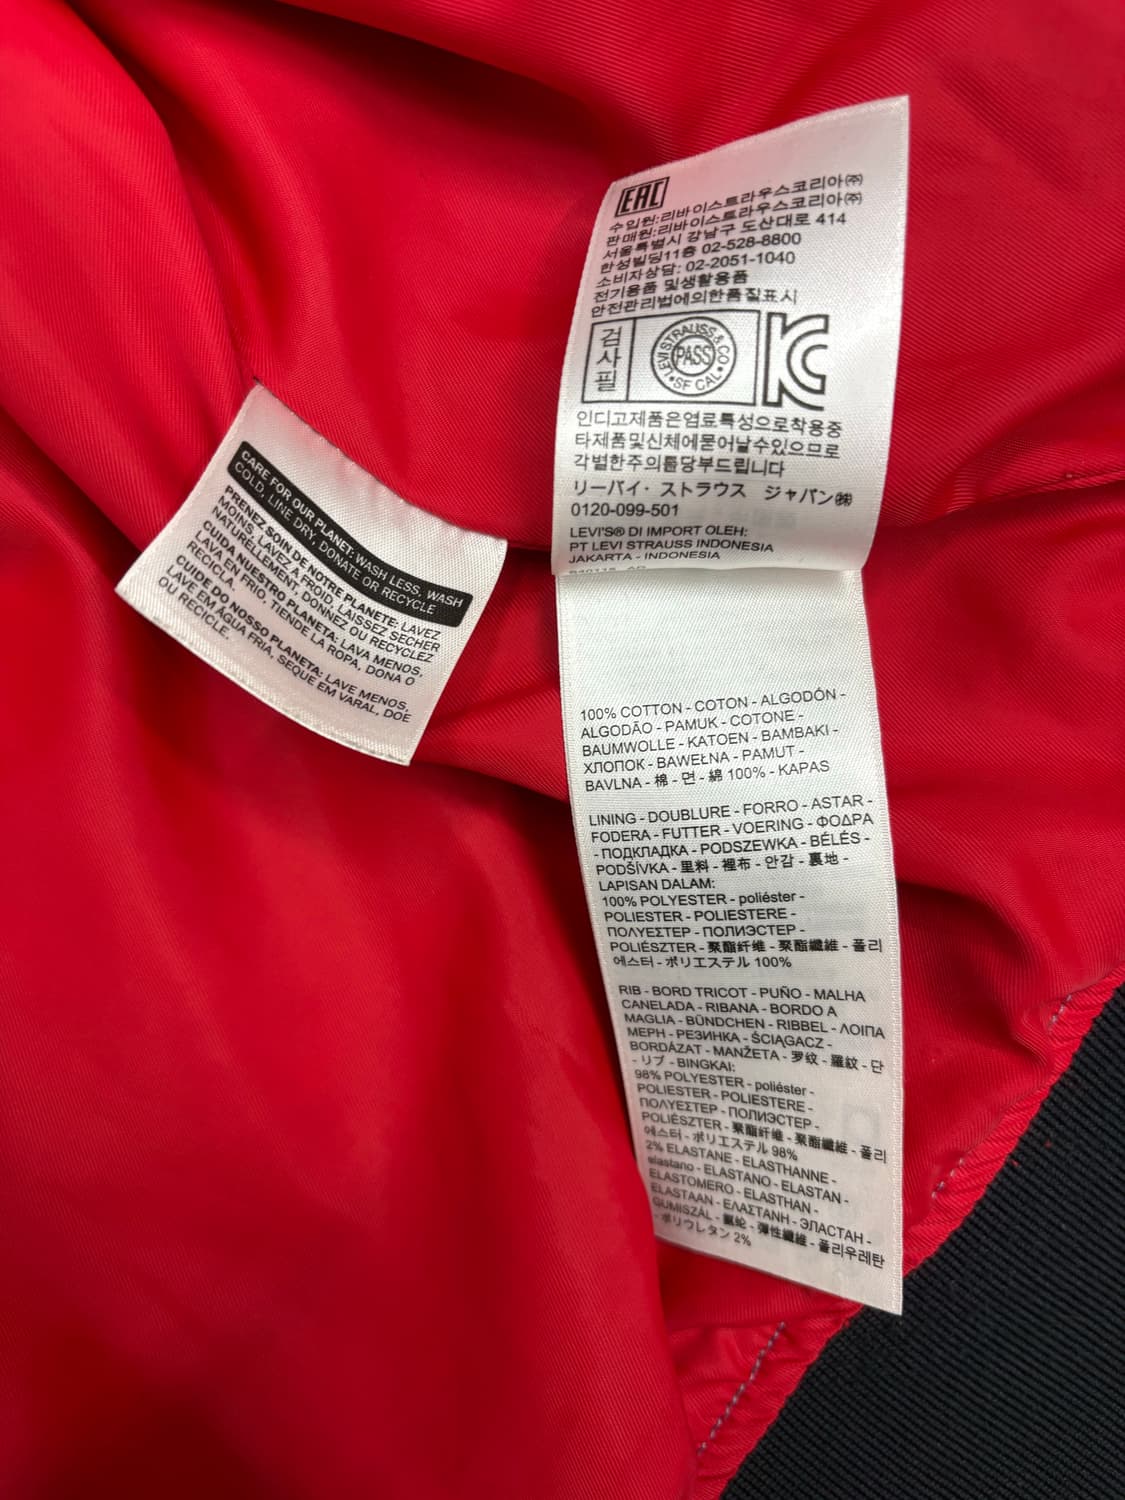 CARE FOR OUR PLANET: WASH LESS, WASH
COLD, LINE DRY, DONATE OR RECYCLE
PRENEZ SOIN DE NOTRE PLANETE: LAVEZ
MOINS, LAVEZ À FROID, LAISSEZ SECHER
NATURELLEMENT, DONNEZ OU RECYCLEZ
CUIDA NUESTRO PLANETA: LAVA MENOS,
LAVA EN FRIO, TIENDE LA ROPA, DONA O
RECICLA.
CUIDE DO NOSSO PLANETA: LAVE MENOS,
LAVE EM ÁGUA FRIA, SEQUE EM VARAL, DOE
OU RECICLE.
EAC
수입원:리바이스트라우스코리아㈜
판매원:리바이스트라우스코리아㈜
서울특별시 강남구 도산대로 414
한성빌딩11층 02-528-8800
소비자상담: 02-2051-1040
전기용품 및생활용품
안전관리법에의한품질표시
검사필
LEVI STRAUSS & CO
PASS
• SF CAL •
KC
인디고제품은염료특성으로착용중
타제품및신체에묻어날수있으므로
각별한주의를당부드립니다
リーバイ・ストラウス ジャパン㈱
0120-099-501
LEVI'S® DI IMPORT OLEH:
PT LEVI STRAUSS INDONESIA
JAKARTA - INDONESIA
100% COTTON - COTON - ALGODÓN -
ALGODÃO - PAMUK - COTONE -
BAUMWOLLE - KATOEN - BAMBAKI -
ХЛОПОК - BAWEŁNA - PAMUT -
BAVLNA - 棉 - 면 - 綿 100% - KAPAS
LINING - DOUBLURE - FORRO - ASTAR -
FODERA - FUTTER - VOERING - ΦΟΔΡΑ
- ПОДКЛАДКА - PODSZEWKA - BÉLÉS -
PODŠÍVKA - 里料 - 裡布 - 안감 - 裏地 -
LAPISAN DALAM:
100% POLYESTER - poliéster -
POLIESTER - POLIESTERE -
ΠΟΛΥΕΣΤΕΡ - ПОЛИЭСТЕР -
POLIÉSZTER - 聚酯纤维 - 聚酯纖維 - 폴리
에스터 - ポリエステル 100%
RIB - BORD TRICOT - PUÑO - MALHA
CANELADA - RIBANA - BORDO A
MAGLIA - BÜNDCHEN - RIBBEL - ΛΟΙΠΑ
ΜΕΡΗ - РЕЗИНКА - ŚCIĄGACZ -
BORDÁZAT - MANŽETA - 罗纹 - 羅紋 - 단
- リブ - BINGKAI:
98% POLYESTER - poliéster -
POLIESTER - POLIESTERE -
ΠΟΛΥΕΣΤΕΡ - ПОЛИЭСТЕР -
POLIÉSZTER - 聚酯纤维 - 聚酯纖維 - 폴리
에스터 - ポリエステル 98%
2% ELASTANE - ELASTHANNE -
elastano - ELASTANO - ELASTAN -
ELASTOMERO - ELASTHAN -
ELASTAAN - ΕΛΑΣΤΑΝΗ - ЭЛАСТАН -
GUMISZÁL - 氨纶 - 彈性纖維 - 폴리우레탄
- ポリウレタン 2%